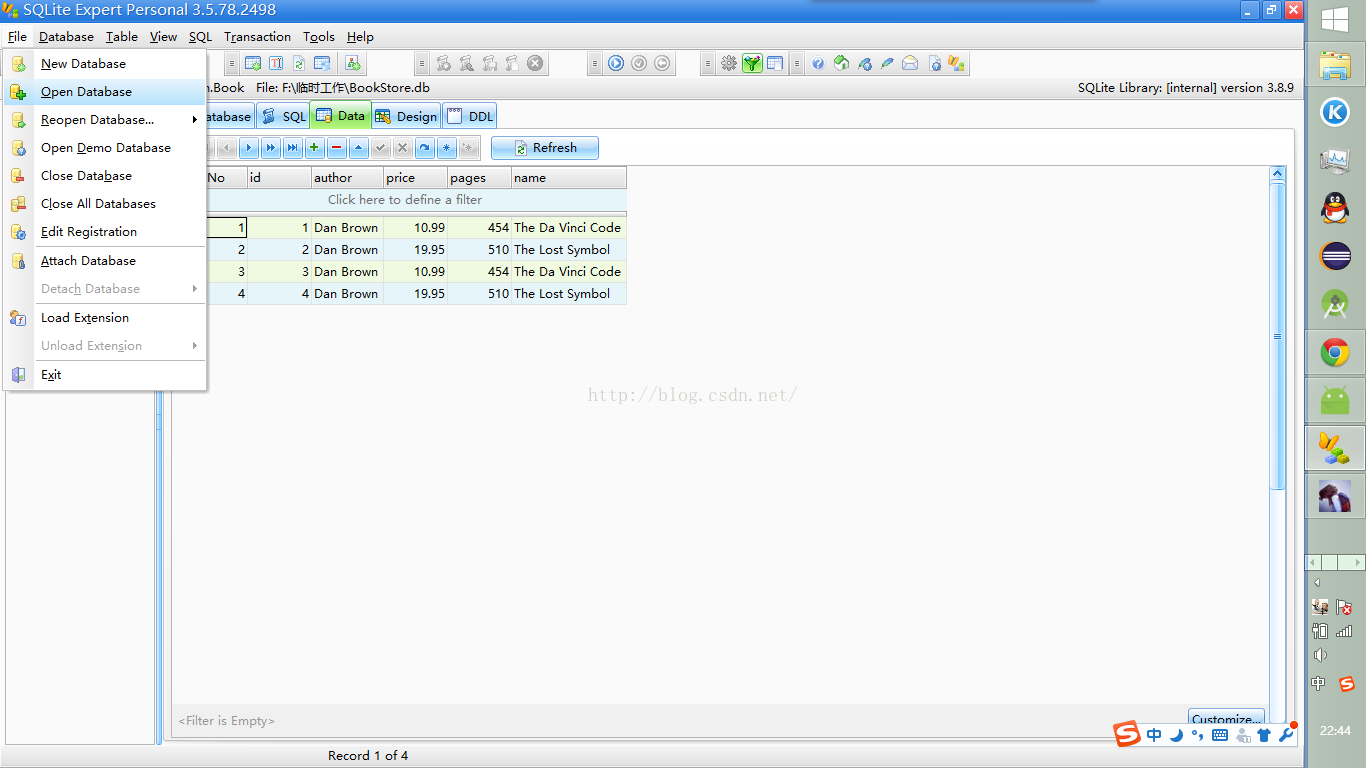 SQLite Expert Personal 3.5.78.2498
File Database Table View SQL Transaction Tools Help
New Database
Open Database
Reopen Database...
Open Demo Database
Close Database
Close All Databases
Edit Registration
Attach Database
Detach Database
Load Extension
Unload Extension
Exit
n.Book File: F:\临时工作\BookStore.db
SQLite Library: [internal] version 3.8.9
atabase SQL Data Design DDL
Refresh
No id author price pages name
Click here to define a filter
1 1 Dan Brown 10.99 454 The Da Vinci Code
2 2 Dan Brown 19.95 510 The Lost Symbol
3 3 Dan Brown 10.99 454 The Da Vinci Code
4 4 Dan Brown 19.95 510 The Lost Symbol
http://blog.csdn.net/
<Filter is Empty>
Customize...
Record 1 of 4
中
中
22:44